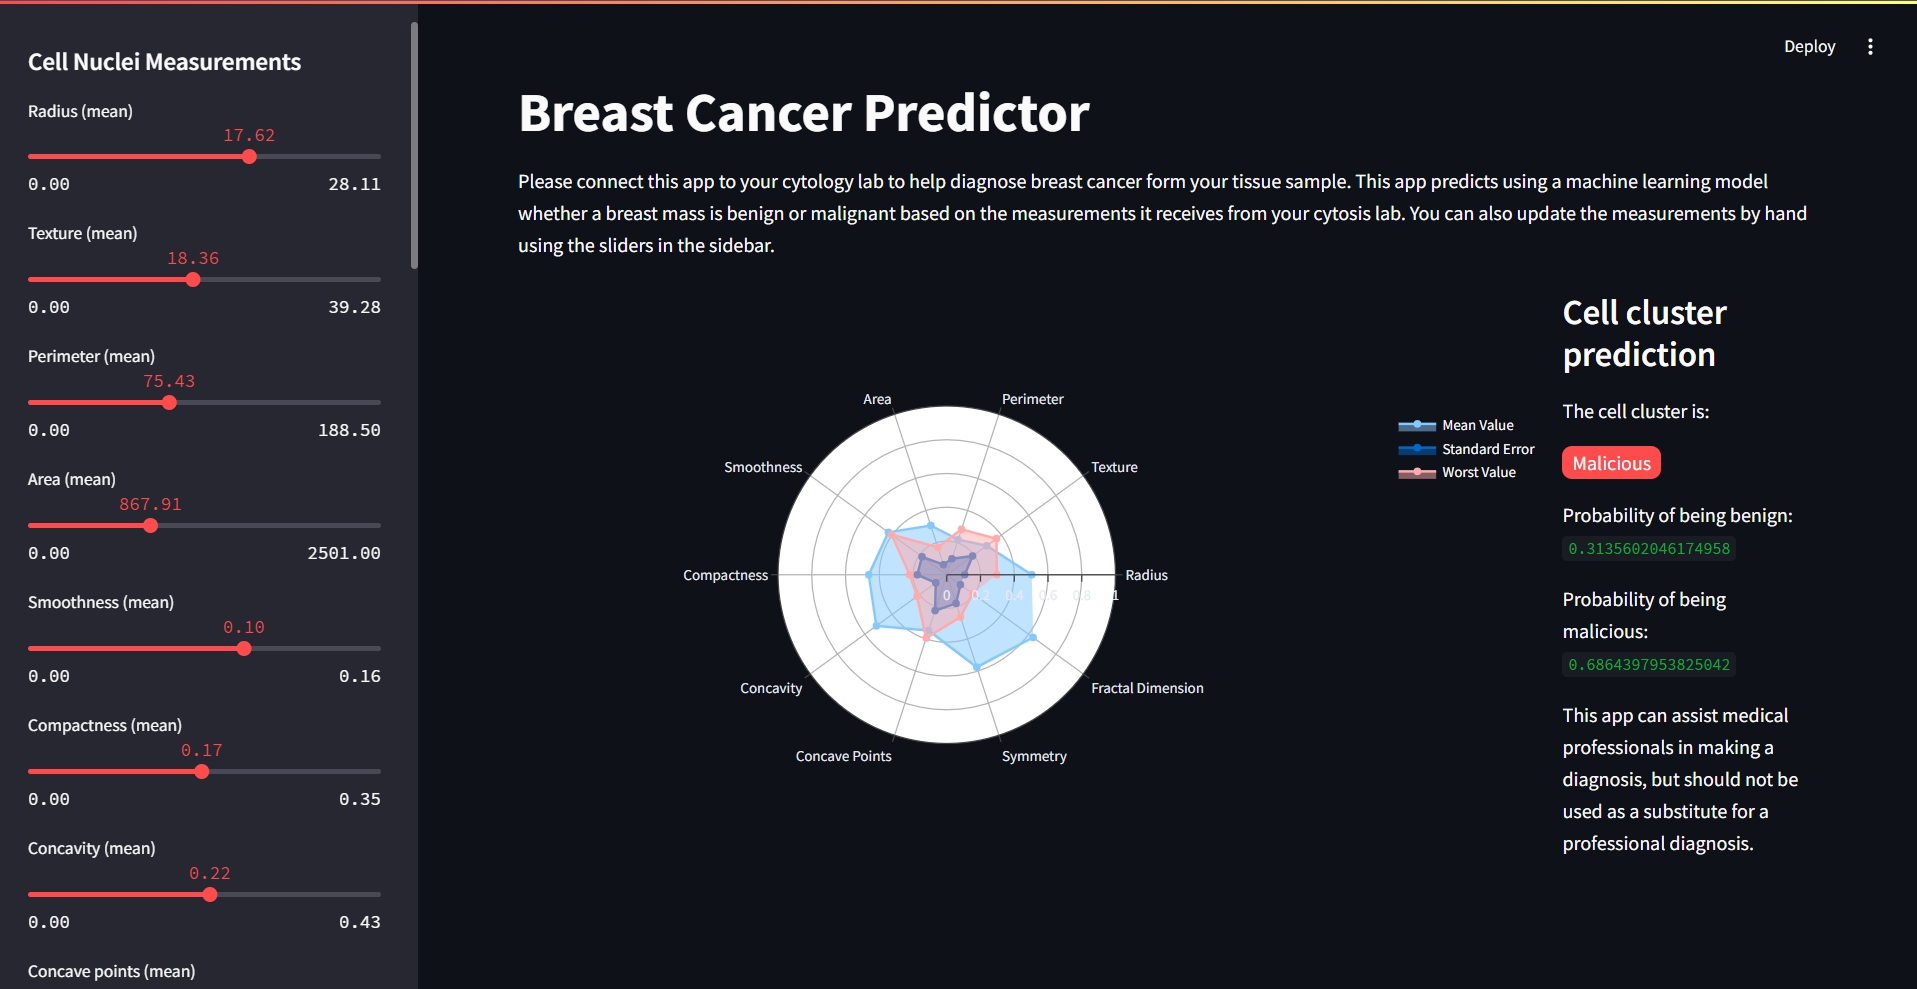 Cell Nuclei Measurements
Radius (mean)
17.62
0.00 28.11
Texture (mean)
18.36
0.00 39.28
Perimeter (mean)
75.43
0.00 188.50
Area (mean)
867.91
0.00 2501.00
Smoothness (mean)
0.10
0.00 0.16
Compactness (mean)
0.17
0.00 0.35
Concavity (mean)
0.22
0.00 0.43
Concave points (mean)
Deploy
Breast Cancer Predictor
Please connect this app to your cytology lab to help diagnose breast cancer form your tissue sample. This app predicts using a machine learning model
whether a breast mass is benign or malignant based on the measurements it receives from your cytosis lab. You can also update the measurements by hand
using the sliders in the sidebar.
Area Perimeter
Smoothness Texture
Compactness Radius
0 0.2 0.4 0.6 0.8 1
Concavity Fractal Dimension
Concave Points Symmetry
Mean Value
Standard Error
Worst Value
Cell cluster
prediction
The cell cluster is:
Malicious
Probability of being benign:
0.3135602046174958
Probability of being
malicious:
0.6864397953825042
This app can assist medical
professionals in making a
diagnosis, but should not be
used as a substitute for a
professional diagnosis.